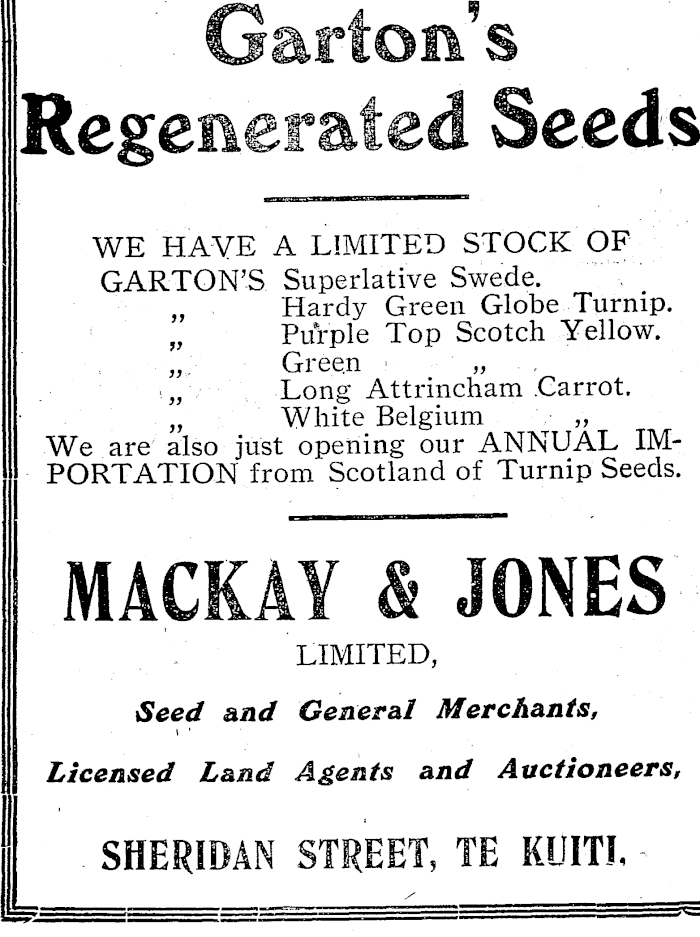 Garton's
Regenerated Seeds
WE HAVE A LIMITED STOCK OF
GARTON'S Superlative Swede.
„ Hardy Green Globe Turnip.
„ Purple Top Scotch Yellow.
„ Green „
„ Long Attrincham Carrot.
„ White Belgium „
We are also just opening our ANNUAL IM-
PORTATION from Scotland of Turnip Seeds.
MACKAY & JONES
LIMITED,
Seed and General Merchants,
Licensed Land Agents and Auctioneers,
SHERIDAN STREET, TE KUITI.